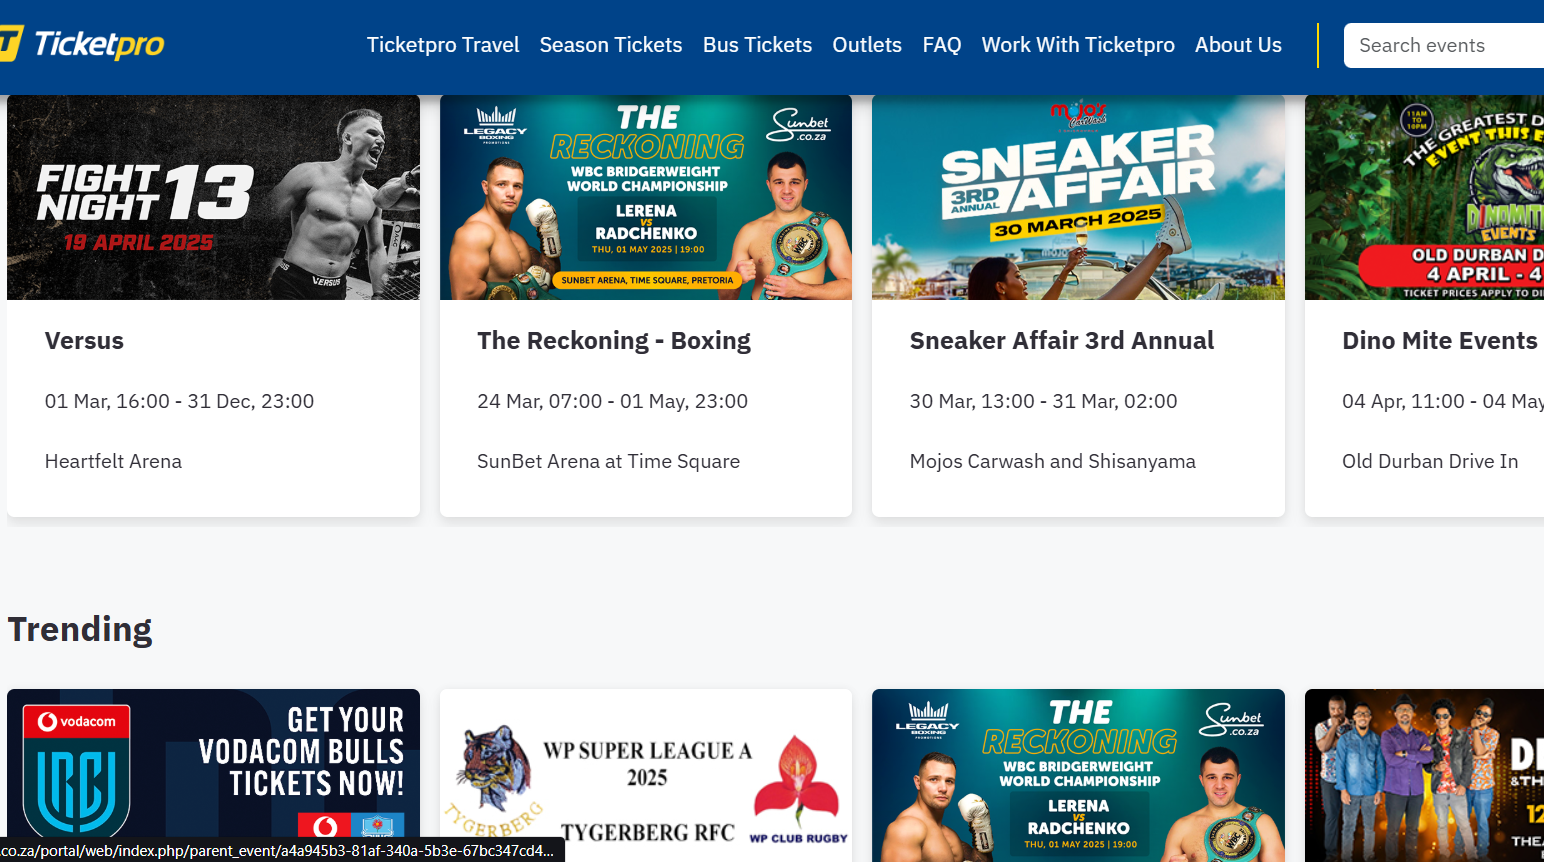 Ticketpro
Ticketpro Travel
Season Tickets
Bus Tickets
Outlets
FAQ
Work With Ticketpro
About Us
Search events
FIGHT
NIGHT 13
19 APRIL 2025
VERSUS
LEGACY
BOXING
PROMOTIONS
THE
RECKONING
Sunbet
.co.za
WBC BRIDGERWEIGHT
WORLD CHAMPIONSHIP
LERENA
VS
RADCHENKO
THU, 01 MAY 2025 | 19:00
SUNBET ARENA, TIME SQUARE, PRETORIA
WBC
mojo's
CarWash
SNEAKER
3RD
ANNUAL
AFFAIR
30 MARCH 2025
11AM
TO
10PM
THE GREATEST D
EVENT THIS E
DINOMIT
EVENTS
OLD DURBAN D
4 APRIL - 4
TICKET PRICES APPLY TO DI
Versus
01 Mar, 16:00 - 31 Dec, 23:00
Heartfelt Arena
The Reckoning - Boxing
24 Mar, 07:00 - 01 May, 23:00
SunBet Arena at Time Square
Sneaker Affair 3rd Annual
30 Mar, 13:00 - 31 Mar, 02:00
Mojos Carwash and Shisanyama
Dino Mite Events
04 Apr, 11:00 - 04 May
Old Durban Drive In
Trending
vodacom
URC
GET YOUR
VODACOM BULLS
TICKETS NOW!
WP SUPER LEAGUE A
2025
TYGERBERG
TYGERBERG RFC
WP CLUB RUGBY
LEGACY
BOXING
PROMOTIONS
THE
RECKONING
Sunbet
.co.za
WBC BRIDGERWEIGHT
WORLD CHAMPIONSHIP
LERENA
VS
RADCHENKO
THU, 01 MAY 2025 | 19:00
DE
&TH
12
THEA
.co.za/portal/web/index.php/parent_event/a4a945b3-81af-340a-5b3e-67bc347cd4...